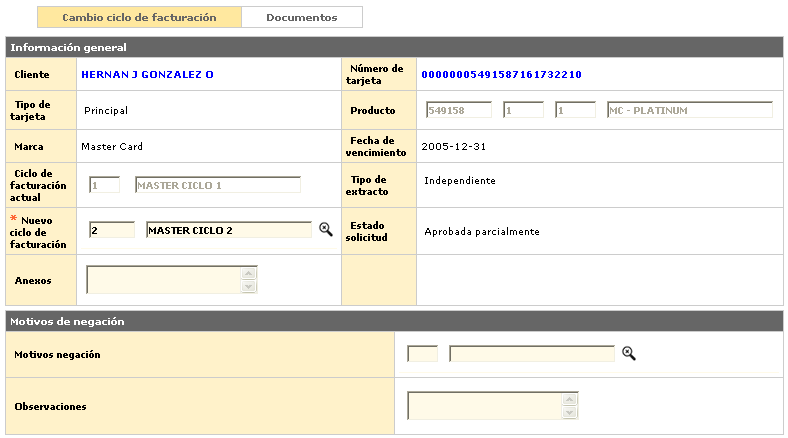 Cambio ciclo de facturación Documentos
Información general
Cliente HERNAN J GONZALEZ O Número de tarjeta 00000005491587161732210
Tipo de tarjeta Principal Producto 549158 1 1 MC - PLATINUM
Marca Master Card Fecha de vencimiento 2005-12-31
Ciclo de facturación actual 1 MASTER CICLO 1 Tipo de extracto Independiente
* Nuevo ciclo de facturación 2 MASTER CICLO 2 Estado solicitud Aprobada parcialmente
Anexos
Motivos de negación
Motivos negación
Observaciones